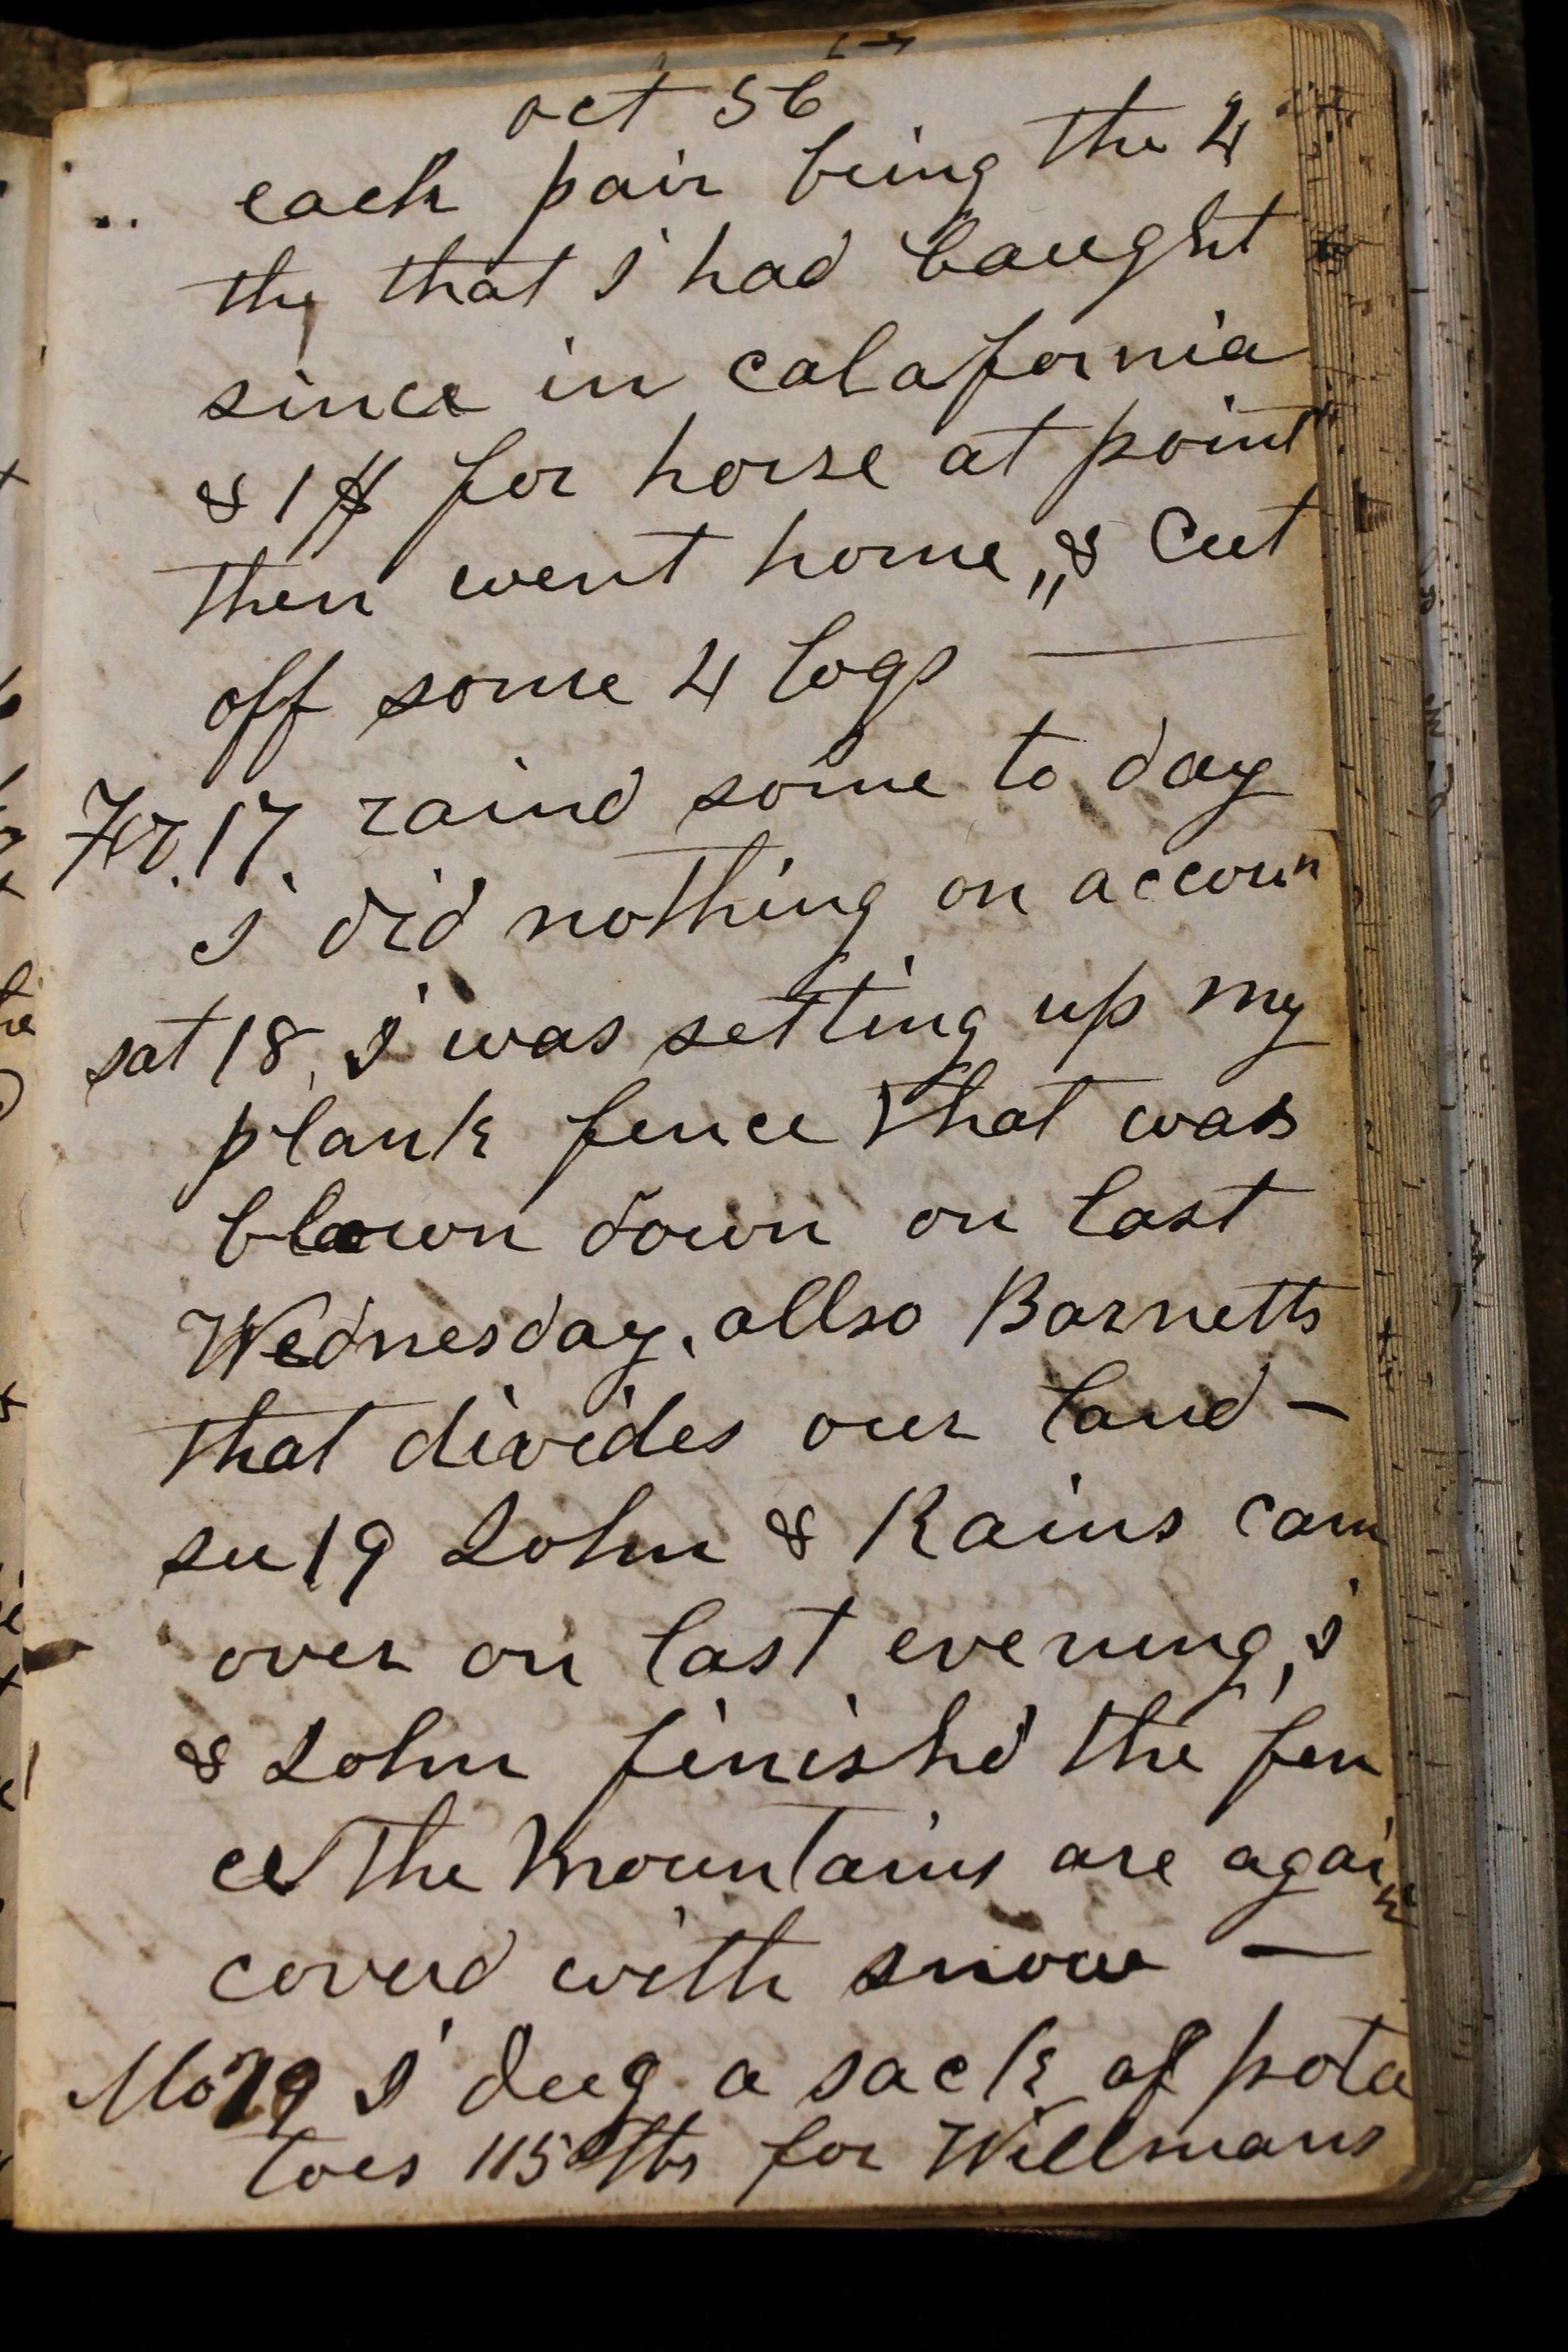 oct 56
each pair being the 4
the that I had baught
since in calafornia
& 1 $ for horse at point
then went home,, & Cut
off some 4 logs —
Fr. 17. raind some to day
I did nothing on accoun
sat 18, I was setting up my
plank fence that was
blown down on last
Wednesday, allso Barnetts
that divides our land –
su 19 John & Rains cam
over on last evening, I
& John finishd the fen
ce The Mountains are again
coverd with snow —
Mo 19 I dug a sack of pota
toes 115 lbs for Willmans